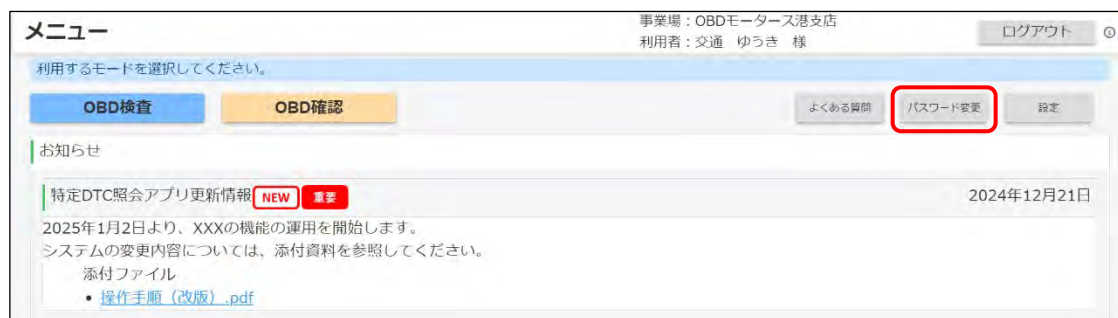 メニュー
事業場：OBDモータース港支店
利用者：交通　ゆうき　様
ログアウト
利用するモードを選択してください。
OBD検査
OBD確認
よくある質問
パスワード変更
設定
お知らせ
特定DTC照会アプリ更新情報 NEW 重要
2024年12月21日
2025年1月2日より、XXXの機能の運用を開始します。
システムの変更内容については、添付資料を参照してください。
添付ファイル
• 操作手順（改版）.pdf